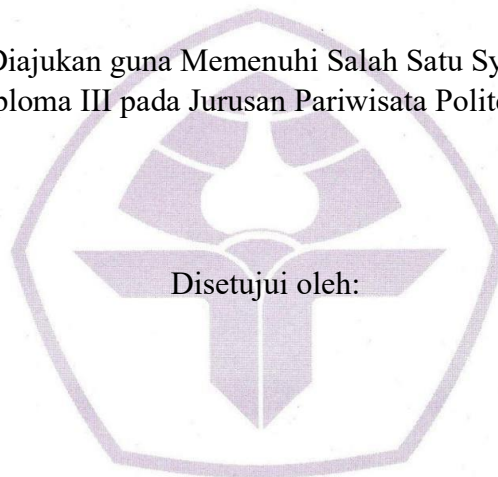 Diajukan guna Memenuhi Salah Satu Sy
ploma III pada Jurusan Pariwisata Polite
Disetujui oleh: